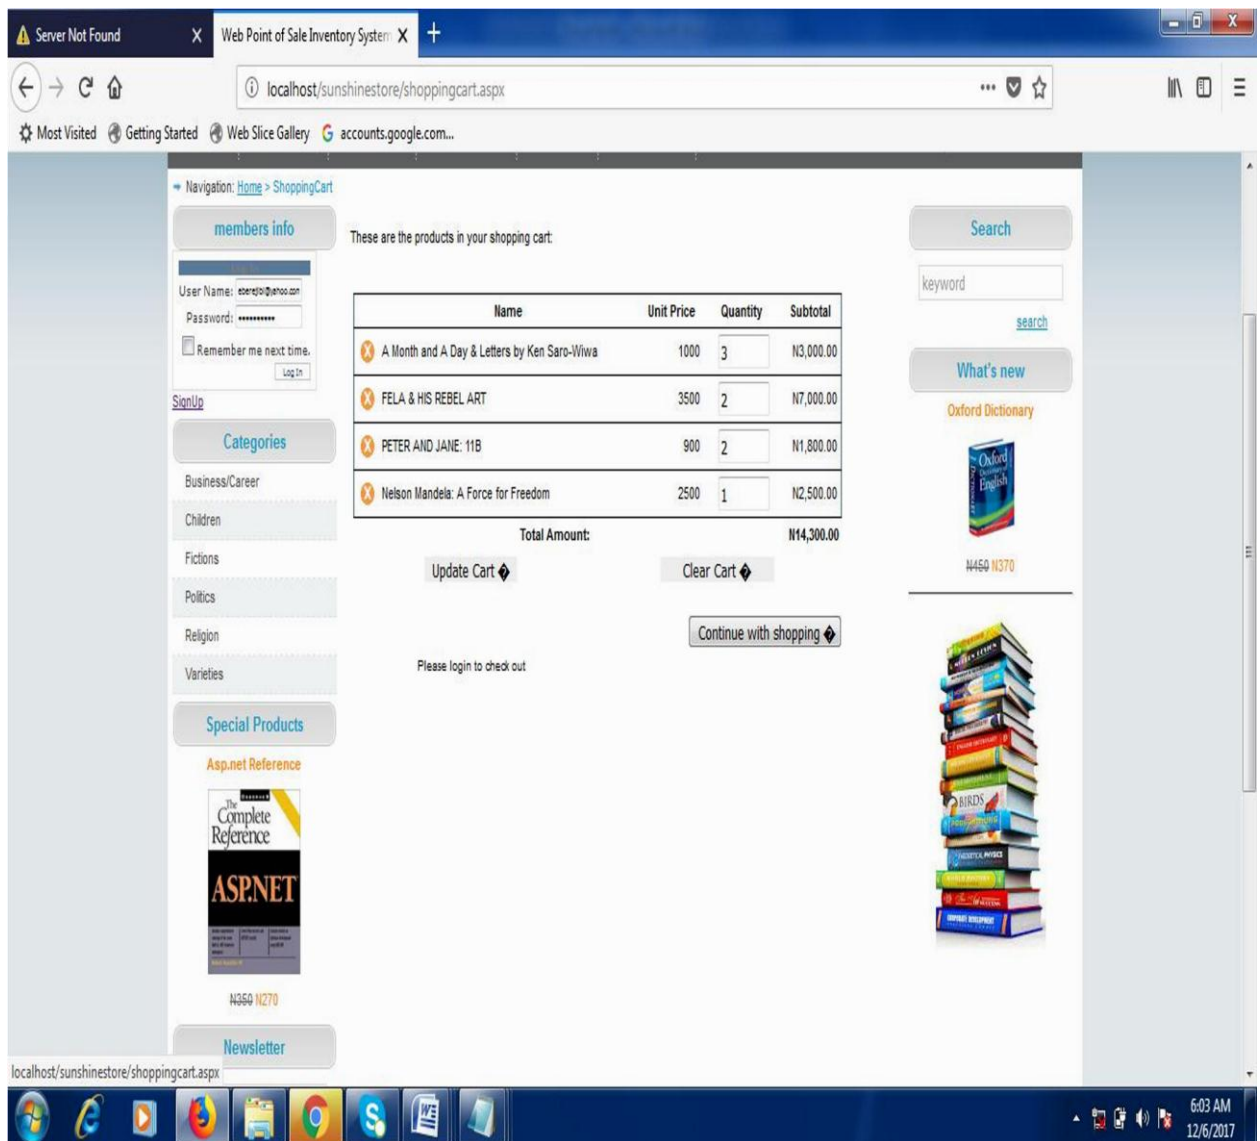 Server Not Found
Web Point of Sale Inventory System
localhost/sunshinestore/shoppingcart.aspx
Most Visited Getting Started Web Slice Gallery accounts.google.com...
Navigation: Home > ShoppingCart
members info
User Name:
Password: ••••••••••
Remember me next time.
Log In
SignUp
Categories
Business/Career
Children
Fictions
Politics
Religion
Varieties
Special Products
Asp.net Reference
The
Complete
Reference
ASP.NET
N350 N270
Newsletter
These are the products in your shopping cart:
Name Unit Price Quantity Subtotal
A Month and A Day & Letters by Ken Saro-Wiwa 1000 3 N3,000.00
FELA & HIS REBEL ART 3500 2 N7,000.00
PETER AND JANE: 11B 900 2 N1,800.00
Nelson Mandela: A Force for Freedom 2500 1 N2,500.00
Total Amount: N14,300.00
Update Cart � Clear Cart �
Continue with shopping �
Please login to check out
Search
keyword
search
What's new
Oxford Dictionary
Oxford
Dictionary of
English
N450 N370
BIRDS
localhost/sunshinestore/shoppingcart.aspx
6:03 AM
12/6/2017